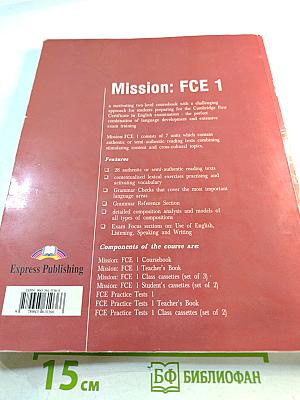 Mission: FCE 1
a motivating two-level coursebook with a challenging
approach for students preparing for the Cambridge First
Certificate in English examination - the perfect
combination of language development and extensive
exam training
Mission FCE 1 consists of 7 units which contain
authentic or semi-authentic reading texts combining
stimulating content and cross-cultural topics.
Features
28 authentic or semi-authentic reading texts
contextualised lexical exercises practising and
activating vocabulary
Grammar Checks that cover the most important
language areas
Grammar Reference Section
detailed composition analysis and models of
all types of compositions
Exam Focus sections on: Use of English,
Listening, Speaking and Writing
Components of the course are:
Mission: FCE 1 Coursebook
Mission: FCE 1 Teacher's Book
Mission: FCE 1 Class cassettes (set of 3)
Mission: FCE 1 Student's cassettes (set of 2)
FCE Practice Tests 1
FCE Practice Tests 1 Teacher's Book
FCE Practice Tests 1 Class cassettes (set of 2)
Express Publishing
15 см
БФ БИБЛИОФАН